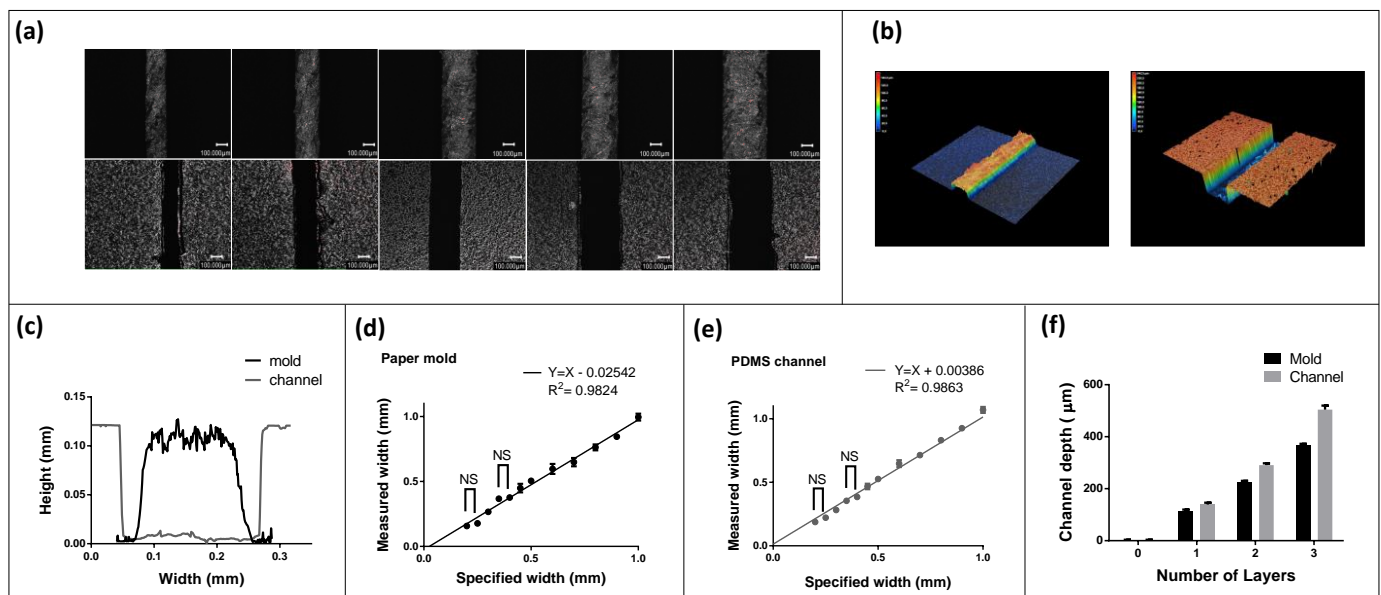 (a)
100.000µm 100.000µm 100.000µm 100.000µm 100.000µm
100.000µm 100.000µm 100.000µm 100.000µm 100.000µm
(b)
(c)
mold
channel
0.15
0.10
0.05
0.00
Height (mm)
0.0 0.1 0.2 0.3
Width (mm)
(d)
Paper mold
Y=X - 0.02542
R2= 0.9824
1.0
0.5
0.0
Measured width (mm)
NS
NS
0.5 1.0
Specified width (mm)
(e)
PDMS channel
Y=X + 0.00386
R2= 0.9863
1.0
0.5
0.0
Measured width (mm)
NS
NS
0.5 1.0
Specified width (mm)
(f)
Mold
Channel
600
400
200
0
Channel depth ( µm)
0 1 2 3
Number of Layers